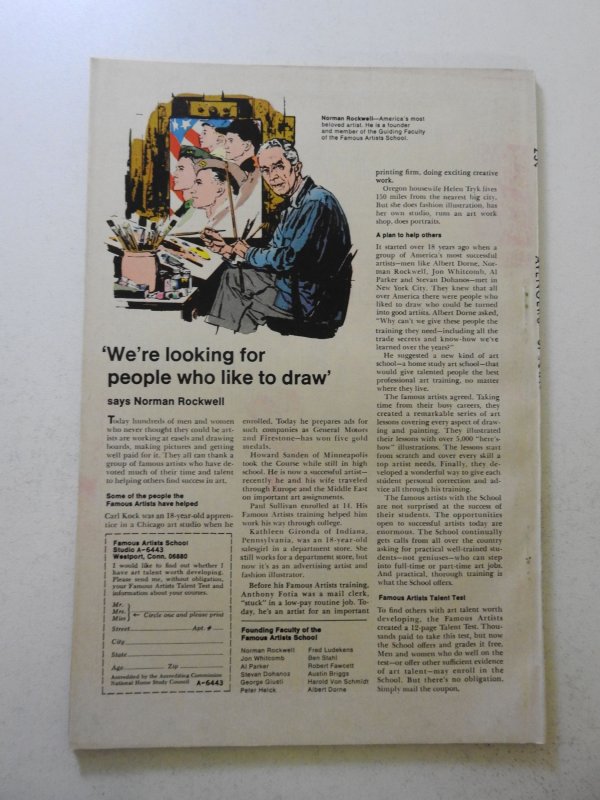 Norman Rockwell—America's most
beloved artist. He is a founder
and member of the Guiding Faculty
of the Famous Artists School.
'We're looking for
people who like to draw'
says Norman Rockwell
Today hundreds of men and women
who never thought they could be art-
ists are working at easels and drawing
boards, making pictures and getting
well paid for it. They all can thank a
group of famous artists who have de-
voted much of their time and talent
to helping others find success in art.
Some of the people the
Famous Artists have helped
Carl Kock was an 18-year-old appren-
tice in a Chicago art studio when he
Famous Artists School
Studio A-6443
Westport, Conn. 06880
I would like to find out whether I
have art talent worth developing.
Please send me, without obligation,
your Famous Artists Talent Test and
information about your courses.
Mr.
Mrs.
Miss
← Circle one and please print
Street
Apt. #
City
State
Age
Zip
Accredited by the Accrediting Commission
National Home Study Council A-6443
enrolled. Today he prepares ads for
such companies as General Motors
and Firestone—has won five gold
medals.
Howard Sanden of Minneapolis
took the Course while still in high
school. He is now a successful artist—
recently he and his wife traveled
through Europe and the Middle East
on important art assignments.
Paul Sullivan enrolled at 14. His
Famous Artists training helped him
work his way through college.
Kathleen Gironda of Indiana,
Pennsylvania, was an 18-year-old
salesgirl in a department store. She
still works for a department store, but
now it's as an advertising artist and
fashion illustrator.
Before his Famous Artists training,
Anthony Fotia was a mail clerk,
"stuck" in a low-pay routine job. To-
day, he's an artist for an important
Founding Faculty of the
Famous Artists School
Norman Rockwell
Jon Whitcomb
Al Parker
Stevan Dohanos
George Giusti
Peter Helck
Fred Ludekens
Ben Stahl
Robert Fawcett
Austin Briggs
Harold Von Schmidt
Albert Dorne
printing firm, doing exciting creative
work.
Oregon housewife Helen Tryk lives
150 miles from the nearest big city.
But she does fashion illustration, has
her own studio, runs an art work
shop, does portraits.
A plan to help others
It started over 18 years ago when a
group of America's most successful
artists—men like Albert Dorne, Nor-
man Rockwell, Jon Whitcomb, Al
Parker and Stevan Dohanos—met in
New York City. They knew that all
over America there were people who
liked to draw who could be turned
into good artists. Albert Dorne asked,
"Why can't we give these people the
training they need—including all the
trade secrets and know-how we've
learned over the years?"
He suggested a new kind of art
school—a home study art school—that
would give talented people the best
professional art training, no matter
where they live.
The famous artists agreed. Taking
time from their busy careers, they
created a remarkable series of art
lessons covering every aspect of draw-
ing and painting. They illustrated
their lessons with over 5,000 "here's-
how" illustrations. The lessons start
from scratch and cover every skill a
top artist needs. Finally, they de-
veloped a wonderful way to give each
student personal correction and ad-
vice all through his training.
The famous artists with the School
are not surprised at the success of
their students. The opportunities
open to successful artists today are
enormous. The School continually
gets calls from all over the country
asking for practical well-trained stu-
dents—not geniuses—who can step
into full-time or part-time art jobs.
And practical, thorough training is
what the School offers.
Famous Artists Talent Test
To find others with art talent worth
developing, the Famous Artists
created a 12-page Talent Test. Thou-
sands paid to take this test, but now
the School offers and grades it free.
Men and women who do well on the
test—or offer other sufficient evidence
of art talent—may enroll in the
School. But there's no obligation.
Simply mail the coupon.